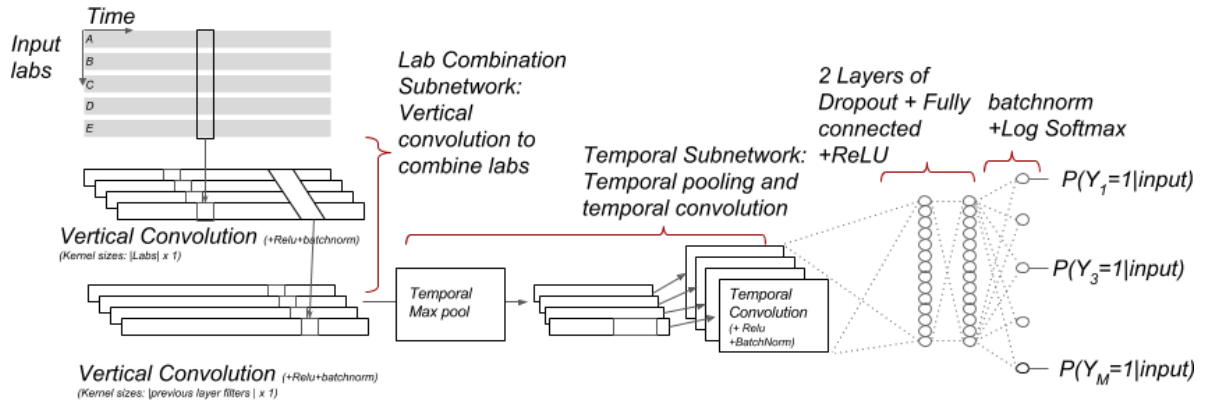 Time
Input
labs
A
B
C
D
E
Lab Combination
Subnetwork:
Vertical
convolution to
combine labs
Vertical Convolution (+Relu+batchnorm)
(Kernel sizes: |Labs| x 1)
Temporal
Max pool
Vertical Convolution (+Relu+batchnorm)
(Kernel sizes: |previous layer filters | x 1)
Temporal Subnetwork:
Temporal pooling and
temporal convolution
Temporal
Convolution
(+ Relu
+BatchNorm)
2 Layers of
Dropout + Fully
connected
+ReLU
batchnorm
+Log Softmax
P(Y₁=1|input)
P(Y₃=1|input)
P(Y_M=1|input)